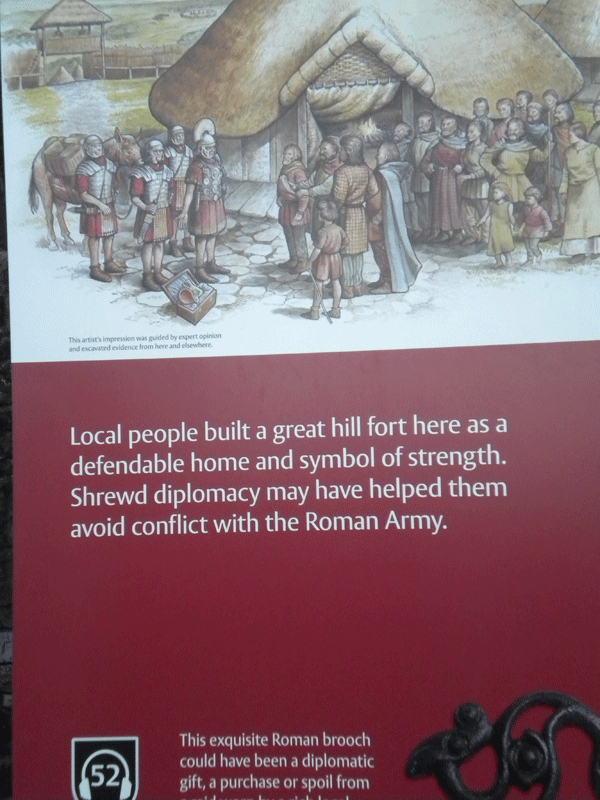 This artist's impression was guided by expert opinion
and excavated evidence from here and elsewhere.
Local people built a great hill fort here as a
defendable home and symbol of strength.
Shrewd diplomacy may have helped them
avoid conflict with the Roman Army.
52
This exquisite Roman brooch
could have been a diplomatic
gift, a purchase or spoil from